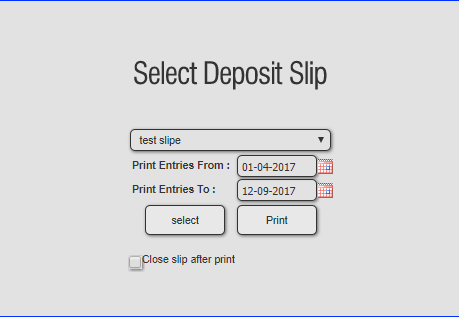 Select Deposit Slip
test slipe
Print Entries From : 01-04-2017
Print Entries To : 12-09-2017
select Print
Close slip after print